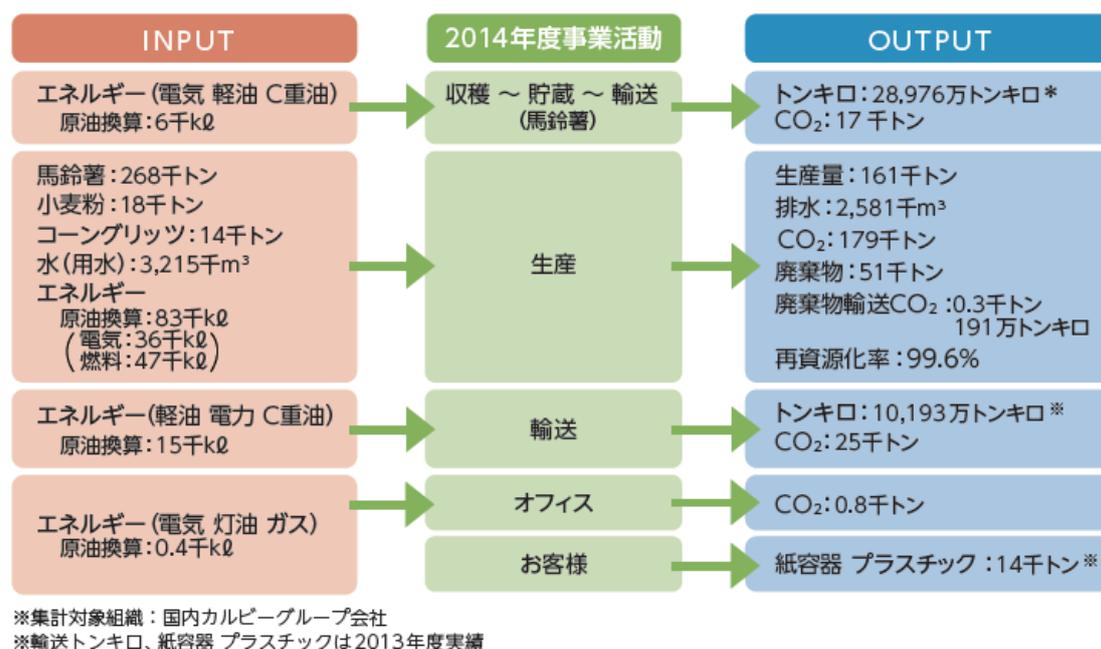 INPUT
2014年度事業活動
OUTPUT
エネルギー(電気 軽油 C重油)
原油換算:6千kℓ
収穫 ～ 貯蔵 ～ 輸送
(馬鈴薯)
トンキロ:28,976万トンキロ*
CO₂:17 千トン
馬鈴薯:268千トン
小麦粉:18千トン
コーングリッツ:14千トン
水(用水):3,215千m³
エネルギー
原油換算:83千kℓ
(電気:36千kℓ
燃料:47千kℓ)
生産
生産量:161千トン
排水:2,581千m³
CO₂:179千トン
廃棄物:51千トン
廃棄物輸送CO₂ :0.3千トン
191万トンキロ
再資源化率:99.6%
エネルギー(軽油 電力 C重油)
原油換算:15千kℓ
輸送
トンキロ:10,193万トンキロ※
CO₂:25千トン
エネルギー(電気 灯油 ガス)
原油換算:0.4千kℓ
オフィス
CO₂:0.8千トン
お客様
紙容器 プラスチック:14千トン※
※集計対象組織:国内カルビーグループ会社
※輸送トンキロ、紙容器 プラスチックは2013年度実績